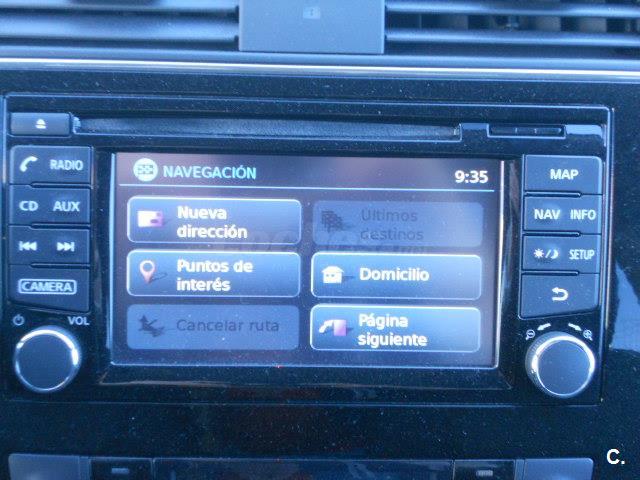 RADIO
CD AUX
CAMERA
VOL
NAVEGACIÓN
9:35
Nueva
dirección
Últimos
destinos
Puntos de
interés
Domicilio
Cancelar ruta
Página
siguiente
MAP
NAV INFO
SETUP
C.